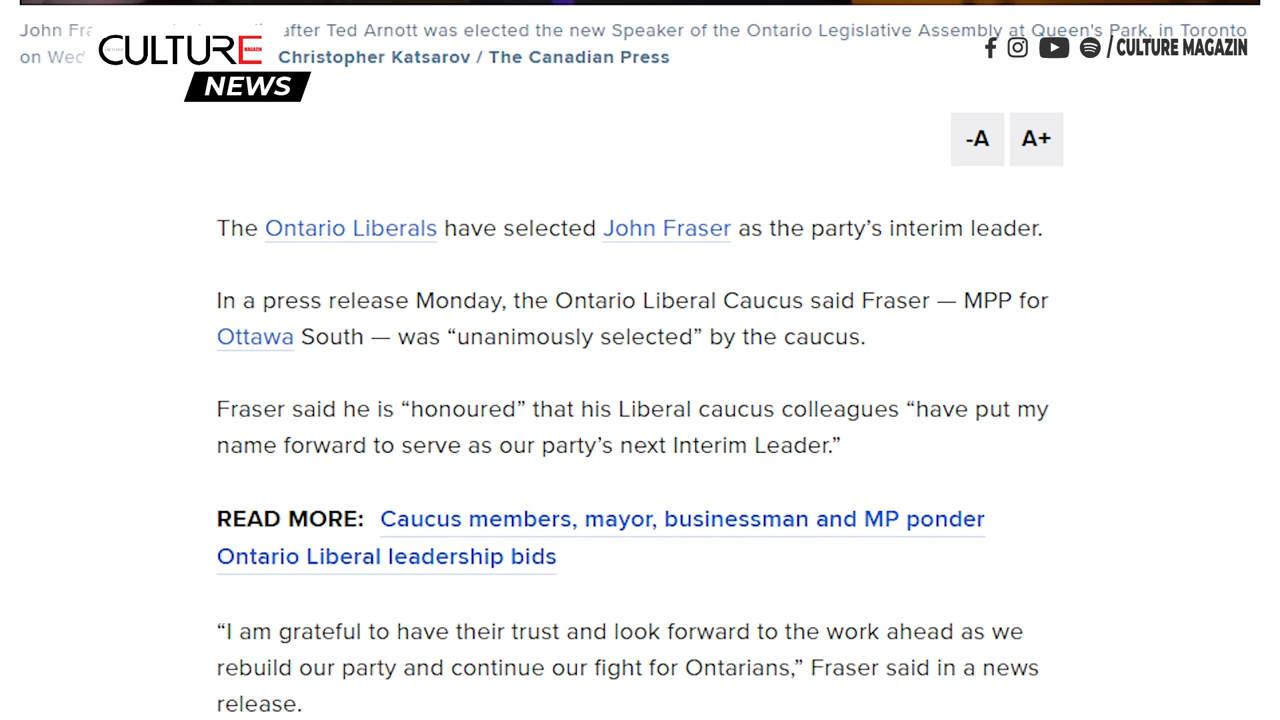 John after Ted Arnott was elected the new Speaker of the Ontario Legislative Assembly at Queen's Park, in Toronto
on Christopher Katsarov / The Canadian Press
CULTURE
NEWS
/ CULTURE MAGAZIN
-A A+
The Ontario Liberals have selected John Fraser as the party’s interim leader.
In a press release Monday, the Ontario Liberal Caucus said Fraser — MPP for
Ottawa South — was “unanimously selected” by the caucus.
Fraser said he is “honoured” that his Liberal caucus colleagues “have put my
name forward to serve as our party’s next Interim Leader.”
READ MORE: Caucus members, mayor, businessman and MP ponder
Ontario Liberal leadership bids
“I am grateful to have their trust and look forward to the work ahead as we
rebuild our party and continue our fight for Ontarians,” Fraser said in a news
release.